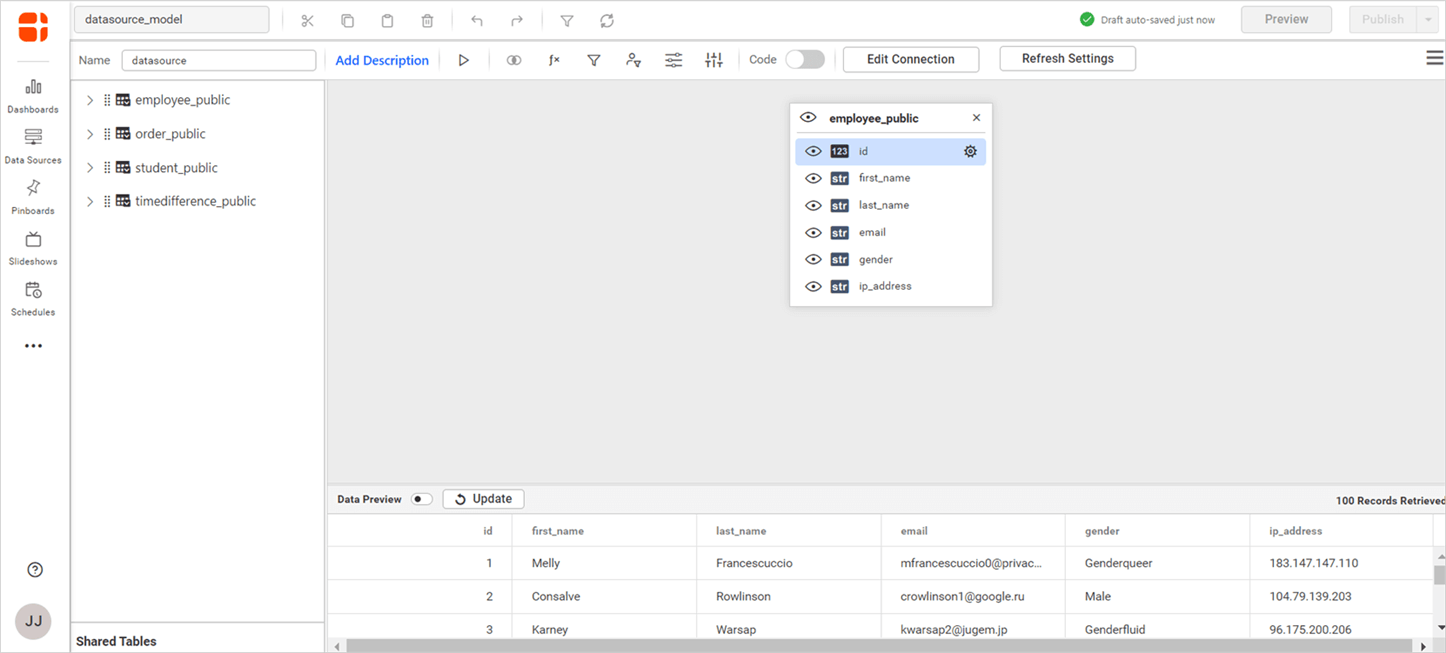 datasource_model
Draft auto-saved just now
Preview
Publish
Name
datasource
Add Description
fx
Code
Edit Connection
Refresh Settings
Dashboards
Data Sources
Pinboards
Slideshows
Schedules
JJ
employee_public
order_public
student_public
timedifference_public
Shared Tables
employee_public
123 id
str first_name
str last_name
str email
str gender
str ip_address
Data Preview
Update
100 Records Retrieved
id first_name last_name email gender ip_address
1 Melly Francescuccio mfrancescuccio0@privac... Genderqueer 183.147.147.110
2 Consalve Rowlinson crowlinson1@google.ru Male 104.79.139.203
3 Karney Warsap kwarsap2@jugem.jp Genderfluid 96.175.200.206